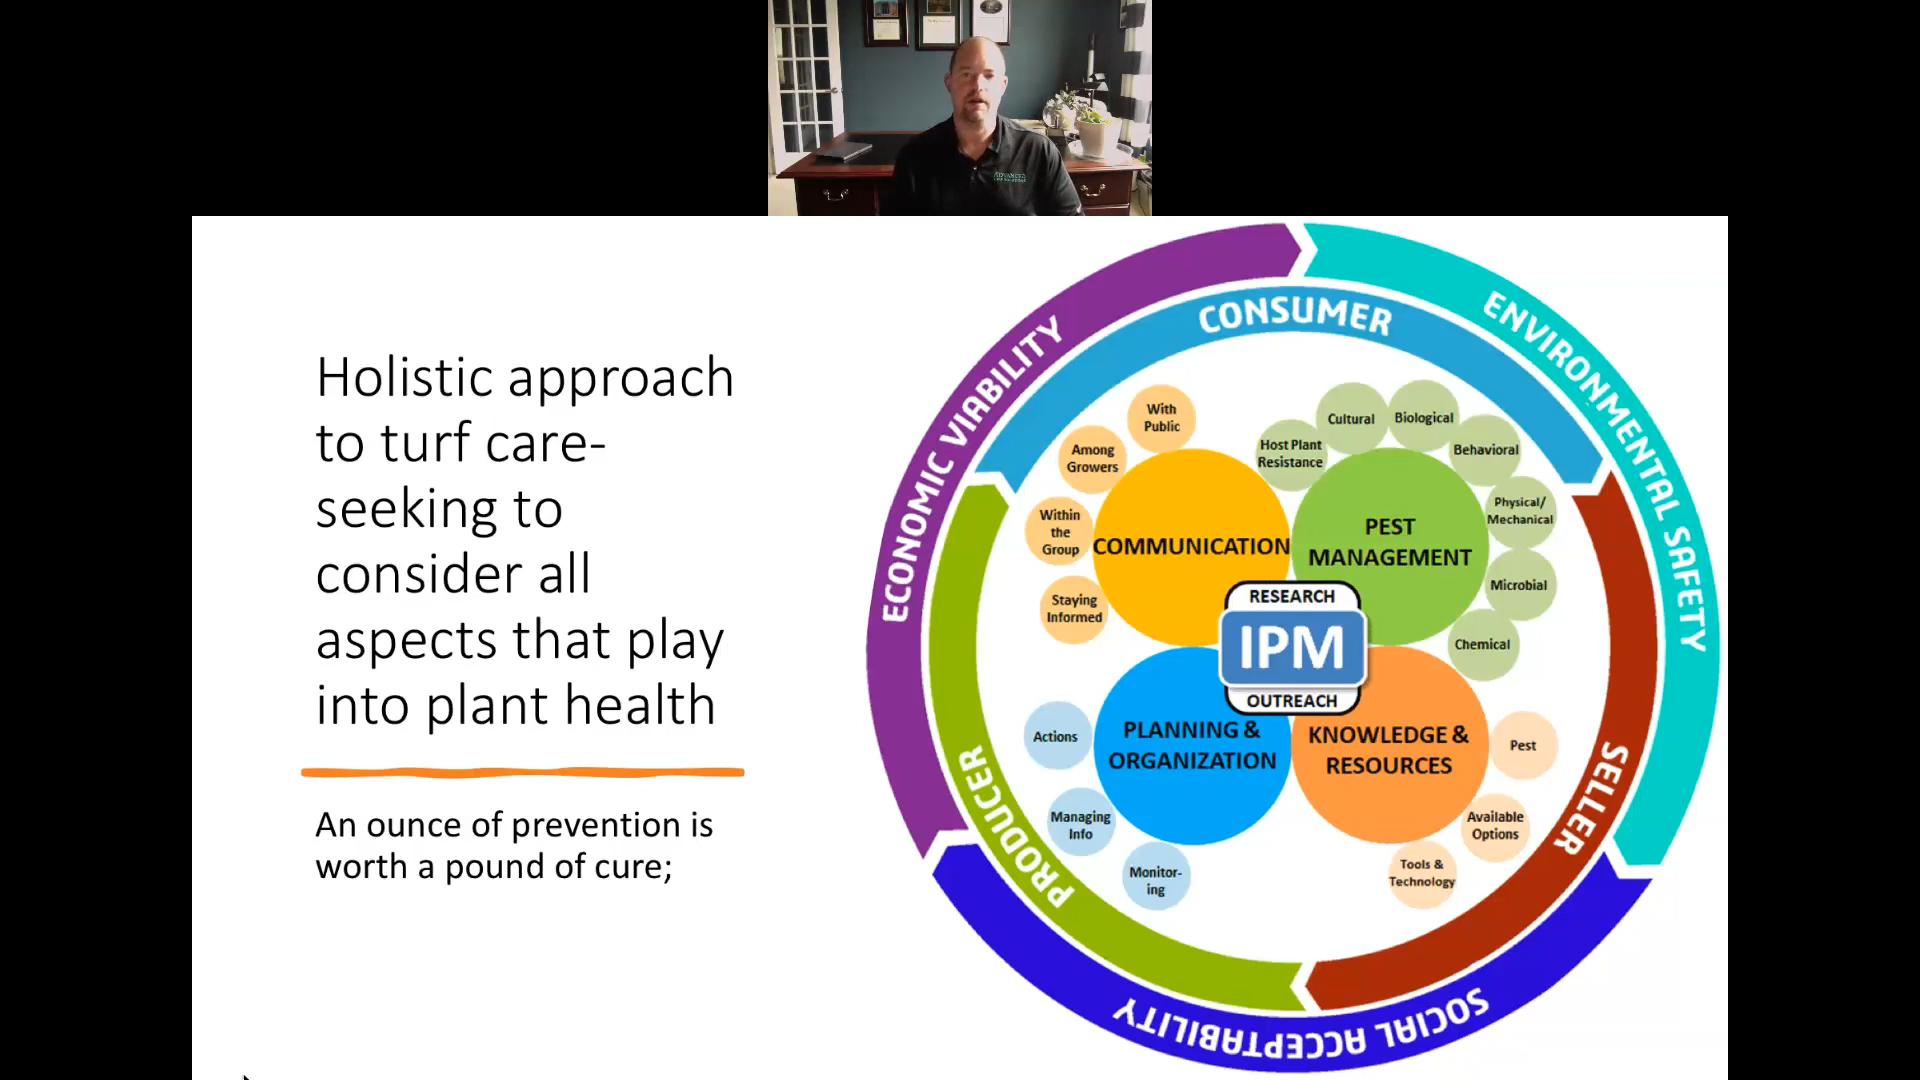 ADVANCED
Holistic approach
to turf care-
seeking to
consider all
aspects that play
into plant health
An ounce of prevention is
worth a pound of cure;
ECONOMIC VIABILITY
ENVIRONMENTAL SAFETY
SOCIAL ACCEPTABILITY
CONSUMER
SELLER
PRODUCER
With
Public
Among
Growers
Within
the
Group
Staying
Informed
COMMUNICATION
Host Plant
Resistance
Cultural
Biological
Behavioral
Physical/
Mechanical
Microbial
Chemical
PEST
MANAGEMENT
RESEARCH
IPM
OUTREACH
Actions
Managing
Info
Monitor-
ing
PLANNING &
ORGANIZATION
KNOWLEDGE &
RESOURCES
Pest
Available
Options
Tools &
Technology